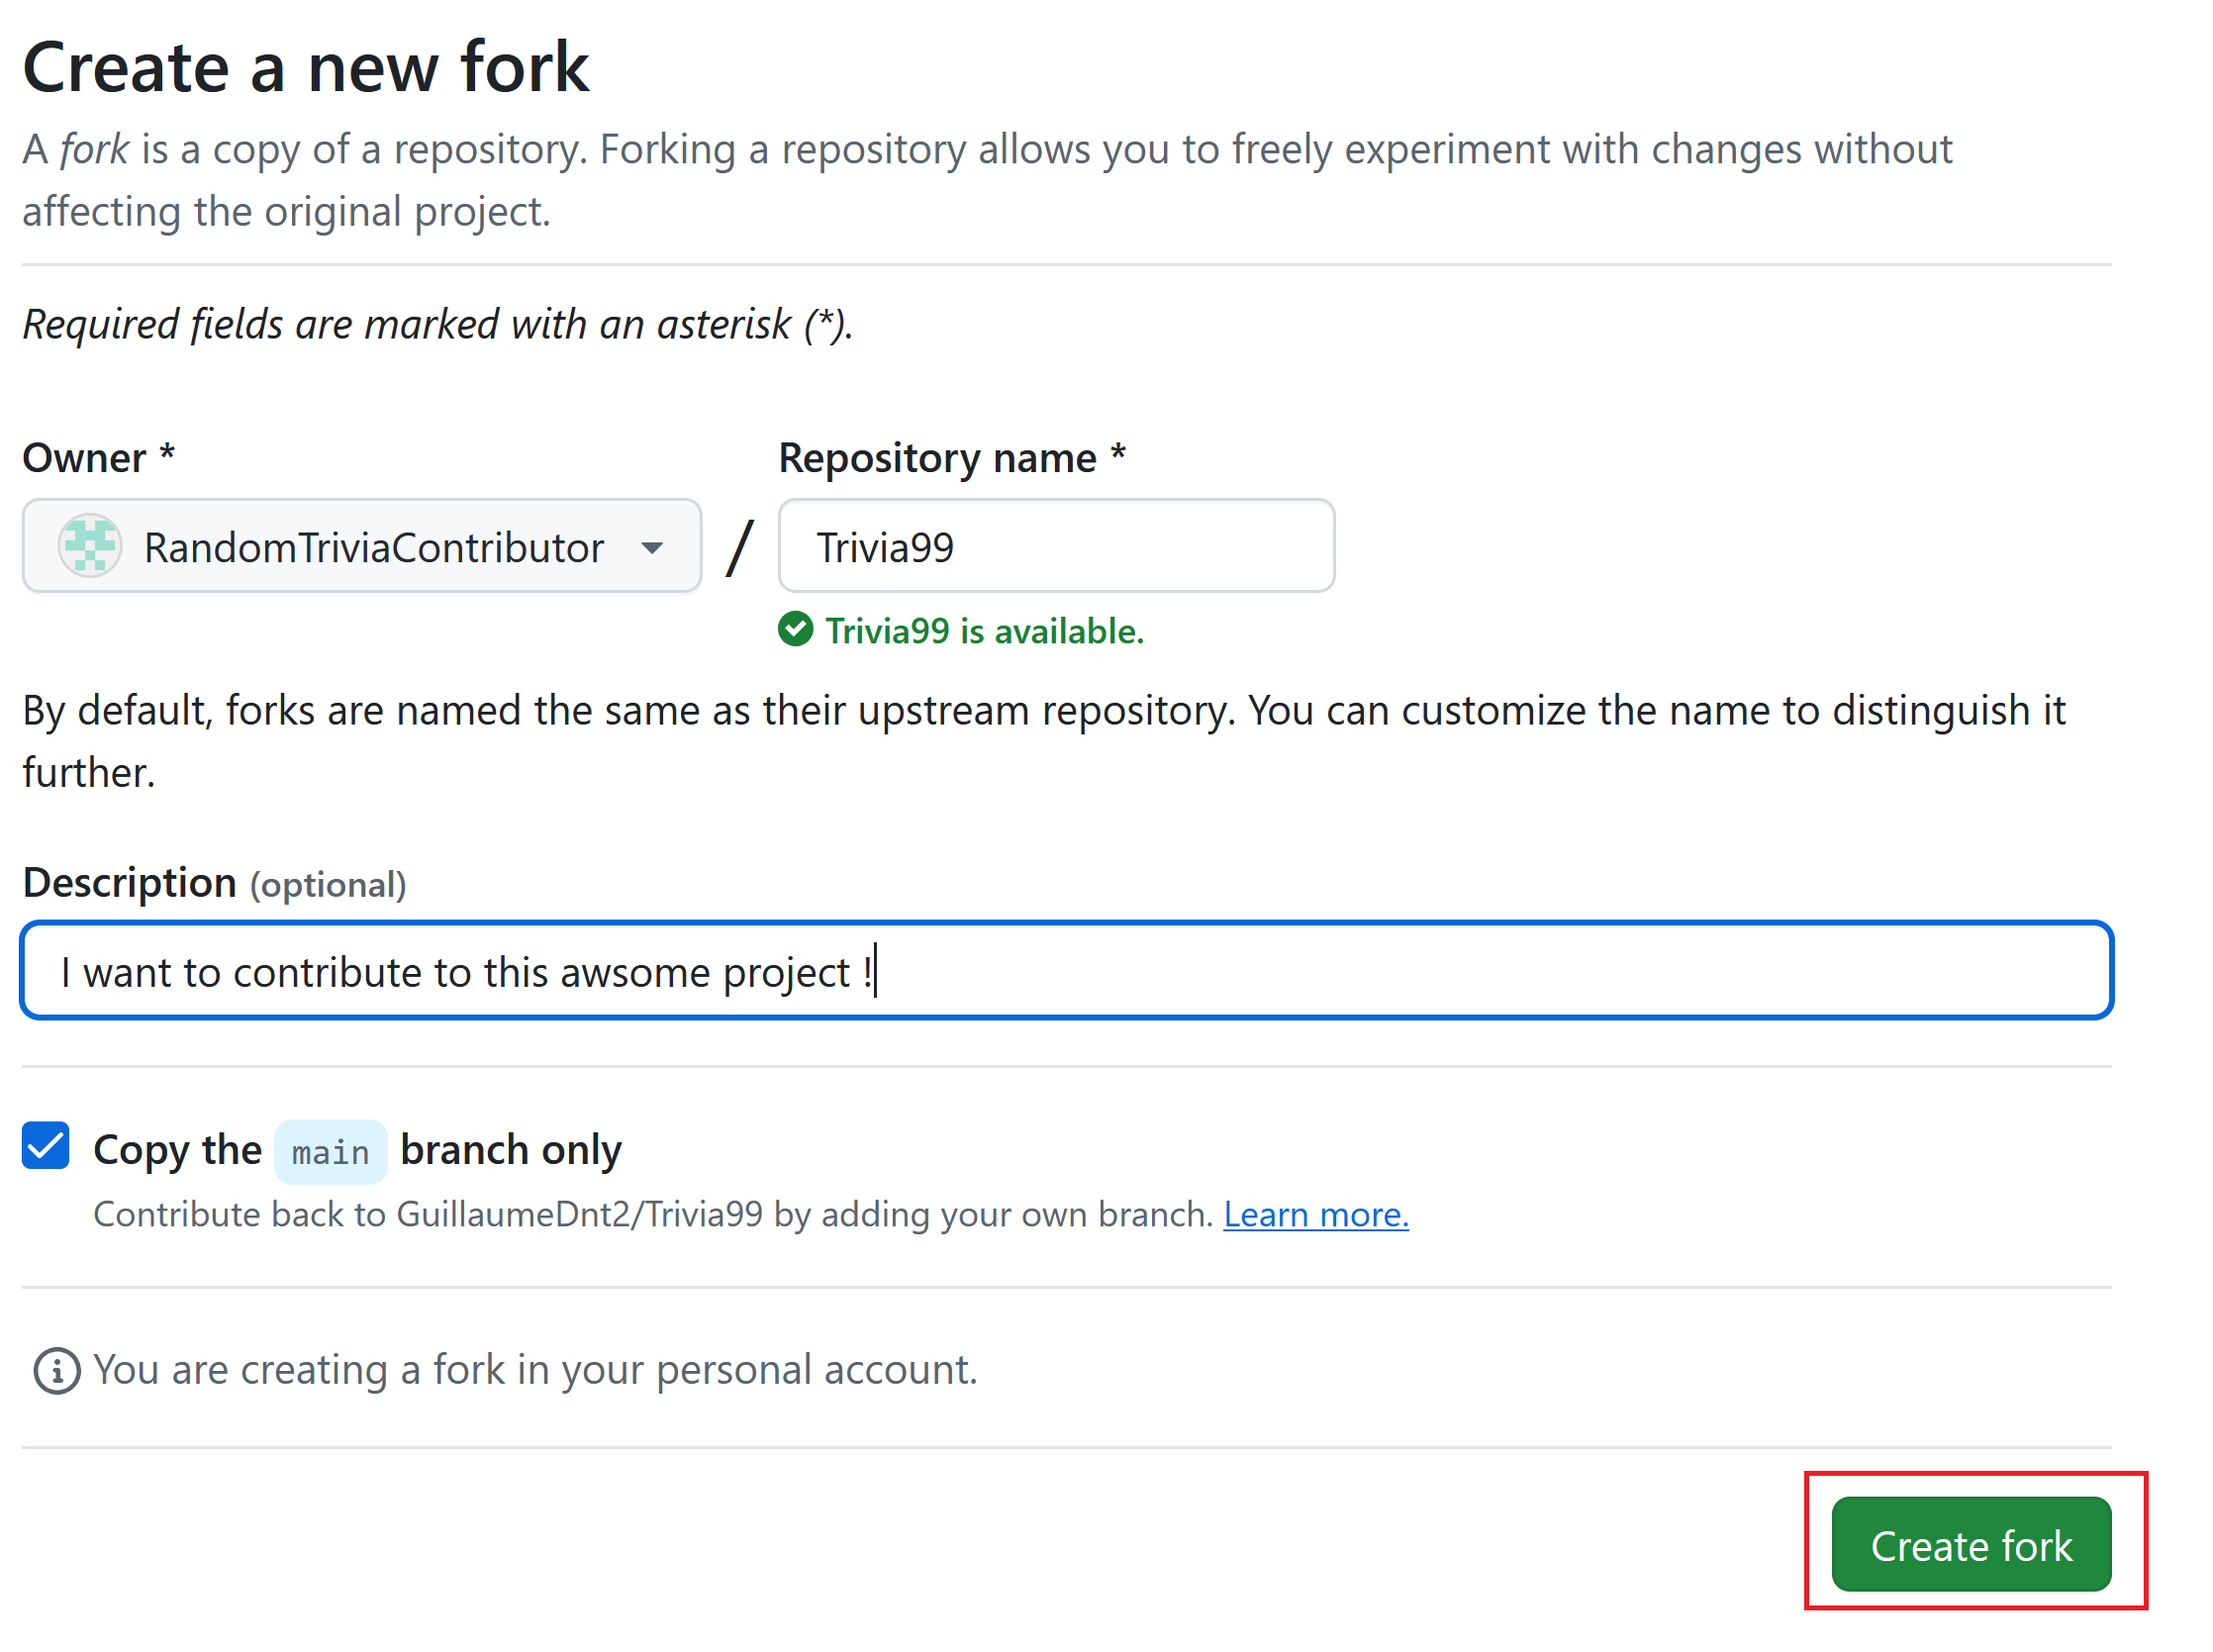 Create a new fork
A fork is a copy of a repository. Forking a repository allows you to freely experiment with changes without
affecting the original project.
Required fields are marked with an asterisk (*).
Owner *
Repository name *
RandomTriviaContributor
/
Trivia99
Trivia99 is available.
By default, forks are named the same as their upstream repository. You can customize the name to distinguish it
further.
Description (optional)
I want to contribute to this awsome project !
Copy the main branch only
Contribute back to GuillaumeDnt2/Trivia99 by adding your own branch. Learn more.
You are creating a fork in your personal account.
Create fork